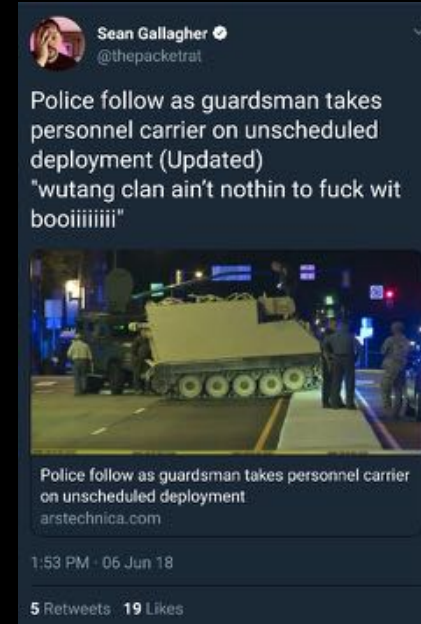 Sean Gallagher
@thepacketrat
Police follow as guardsman takes
personnel carrier on unscheduled
deployment (Updated)
"wutang clan ain't nothin to fuck wit
booiiiiiiiii"
Police follow as guardsman takes personnel carrier
on unscheduled deployment
arstechnica.com
1:53 PM · 06 Jun 18
5 Retweets 19 Likes